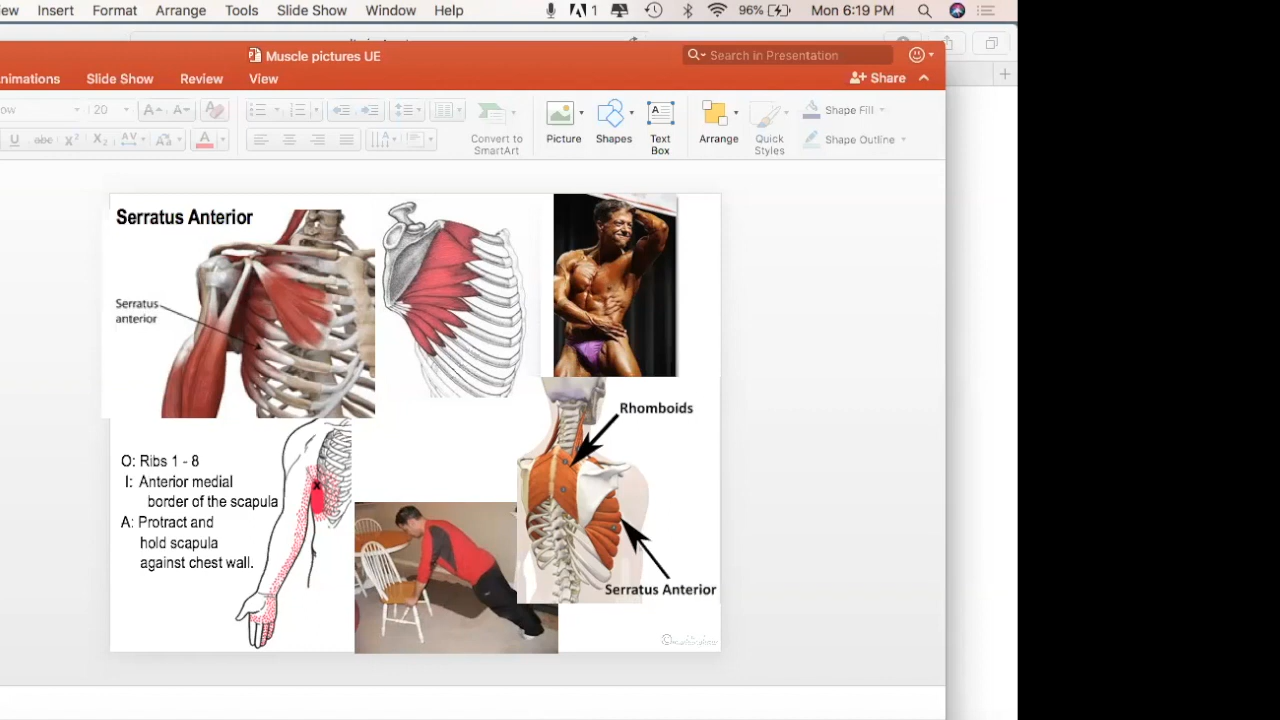 ew Insert Format Arrange Tools Slide Show Window Help 1 96% Mon 6:19 PM
Muscle pictures UE
Search in Presentation
nimations Slide Show Review View
Share
ow 20
Convert to
SmartArt
Picture
Shapes
Text
Box
Arrange
Quick
Styles
Shape Fill
Shape Outline
Serratus Anterior
Serratus
anterior
Rhomboids
O: Ribs 1 - 8
I: Anterior medial
border of the scapula
A: Protract and
hold scapula
against chest wall.
X
Serratus Anterior